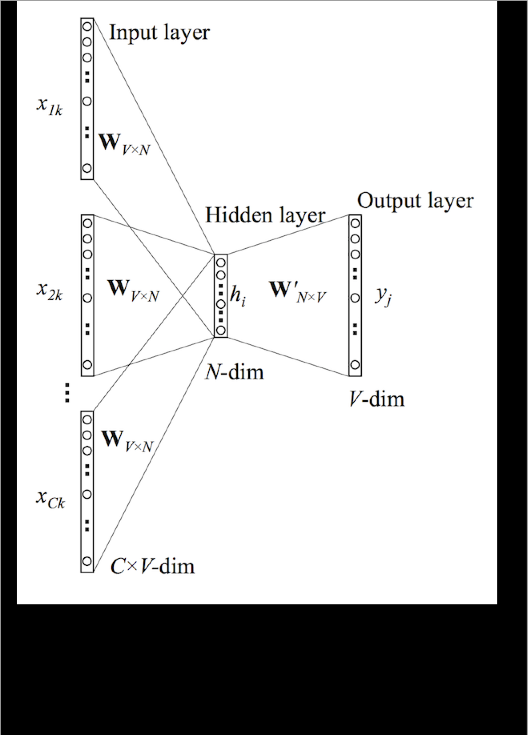 Input layer
x1k
WV×N
Hidden layer
Output layer
x2k
WV×N
hi
W'N×V
yj
N-dim
V-dim
WV×N
xCk
C×V-dim